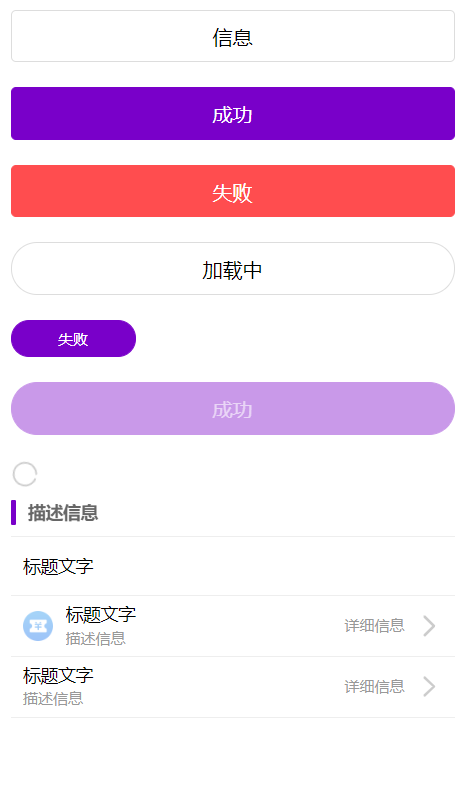 信息
成功
失败
加载中
失败
成功
描述信息
标题文字
标题文字
描述信息
详细信息
标题文字
描述信息
详细信息